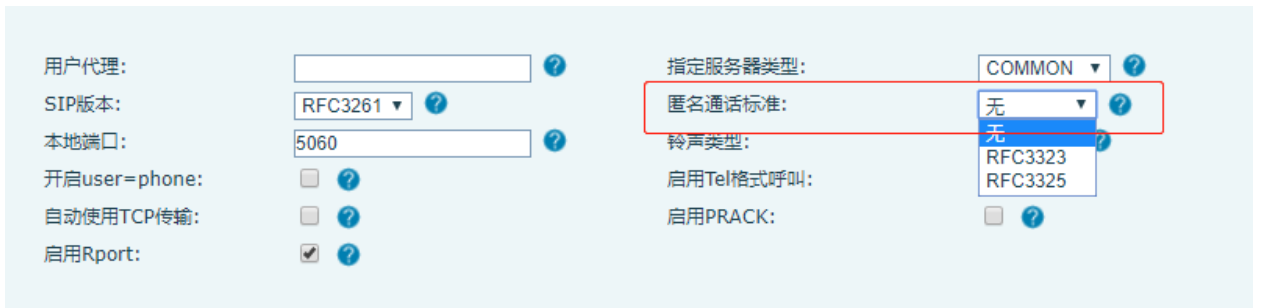 用户代理: 指定服务器类型: COMMON
SIP版本: RFC3261 匿名通话标准: 无
无
本地端口: 5060 铃声类型:
RFC3323
开启user=phone: 启用Tel格式呼叫: RFC3325
自动使用TCP传输: 启用PRACK:
启用Rport: